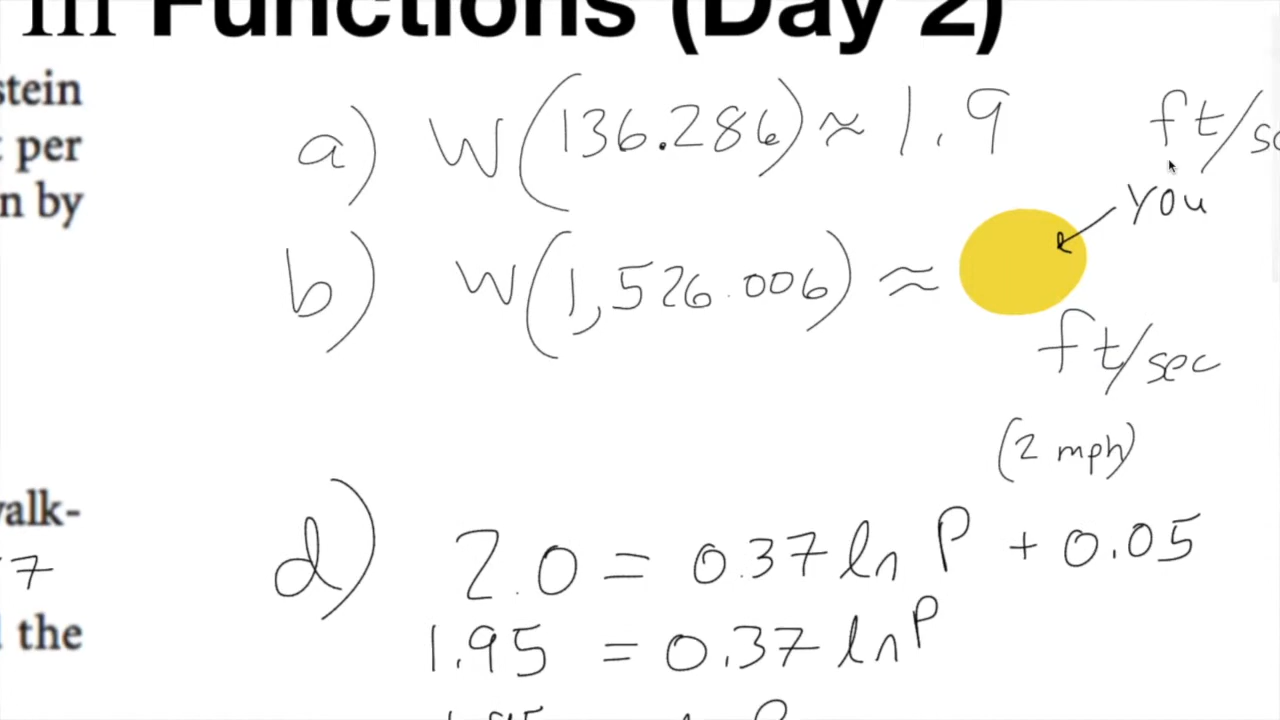 in Functions (Day 2)
stein
per
n by
a) W(136.286) ≈ 1.9 ft/s
you
b) W(1,526.006) ≈
ft/sec
(2 mph)
valk-
7
the
d) 2.0 = 0.37 ln P + 0.05
1.95 = 0.37 ln P